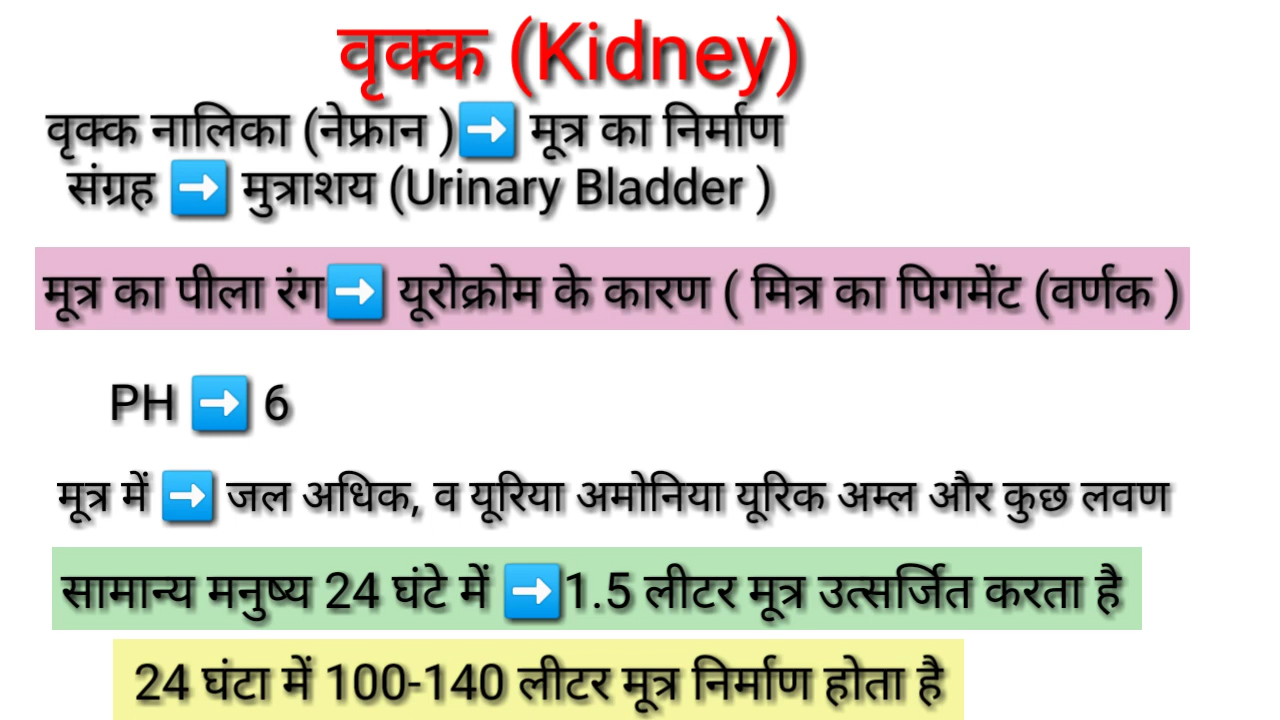 वृक्क (Kidney)
वृक्क नालिका (नेफ्रान )➡️ मूत्र का निर्माण
संग्रह ➡️ मुत्राशय (Urinary Bladder )
मूत्र का पीला रंग➡️ यूरोक्रोम के कारण ( मित्र का पिगमेंट (वर्णक )
PH ➡️ 6
मूत्र में ➡️ जल अधिक, व यूरिया अमोनिया यूरिक अम्ल और कुछ लवण
सामान्य मनुष्य 24 घंटे में ➡️1.5 लीटर मूत्र उत्सर्जित करता है
24 घंटा में 100-140 लीटर मूत्र निर्माण होता है